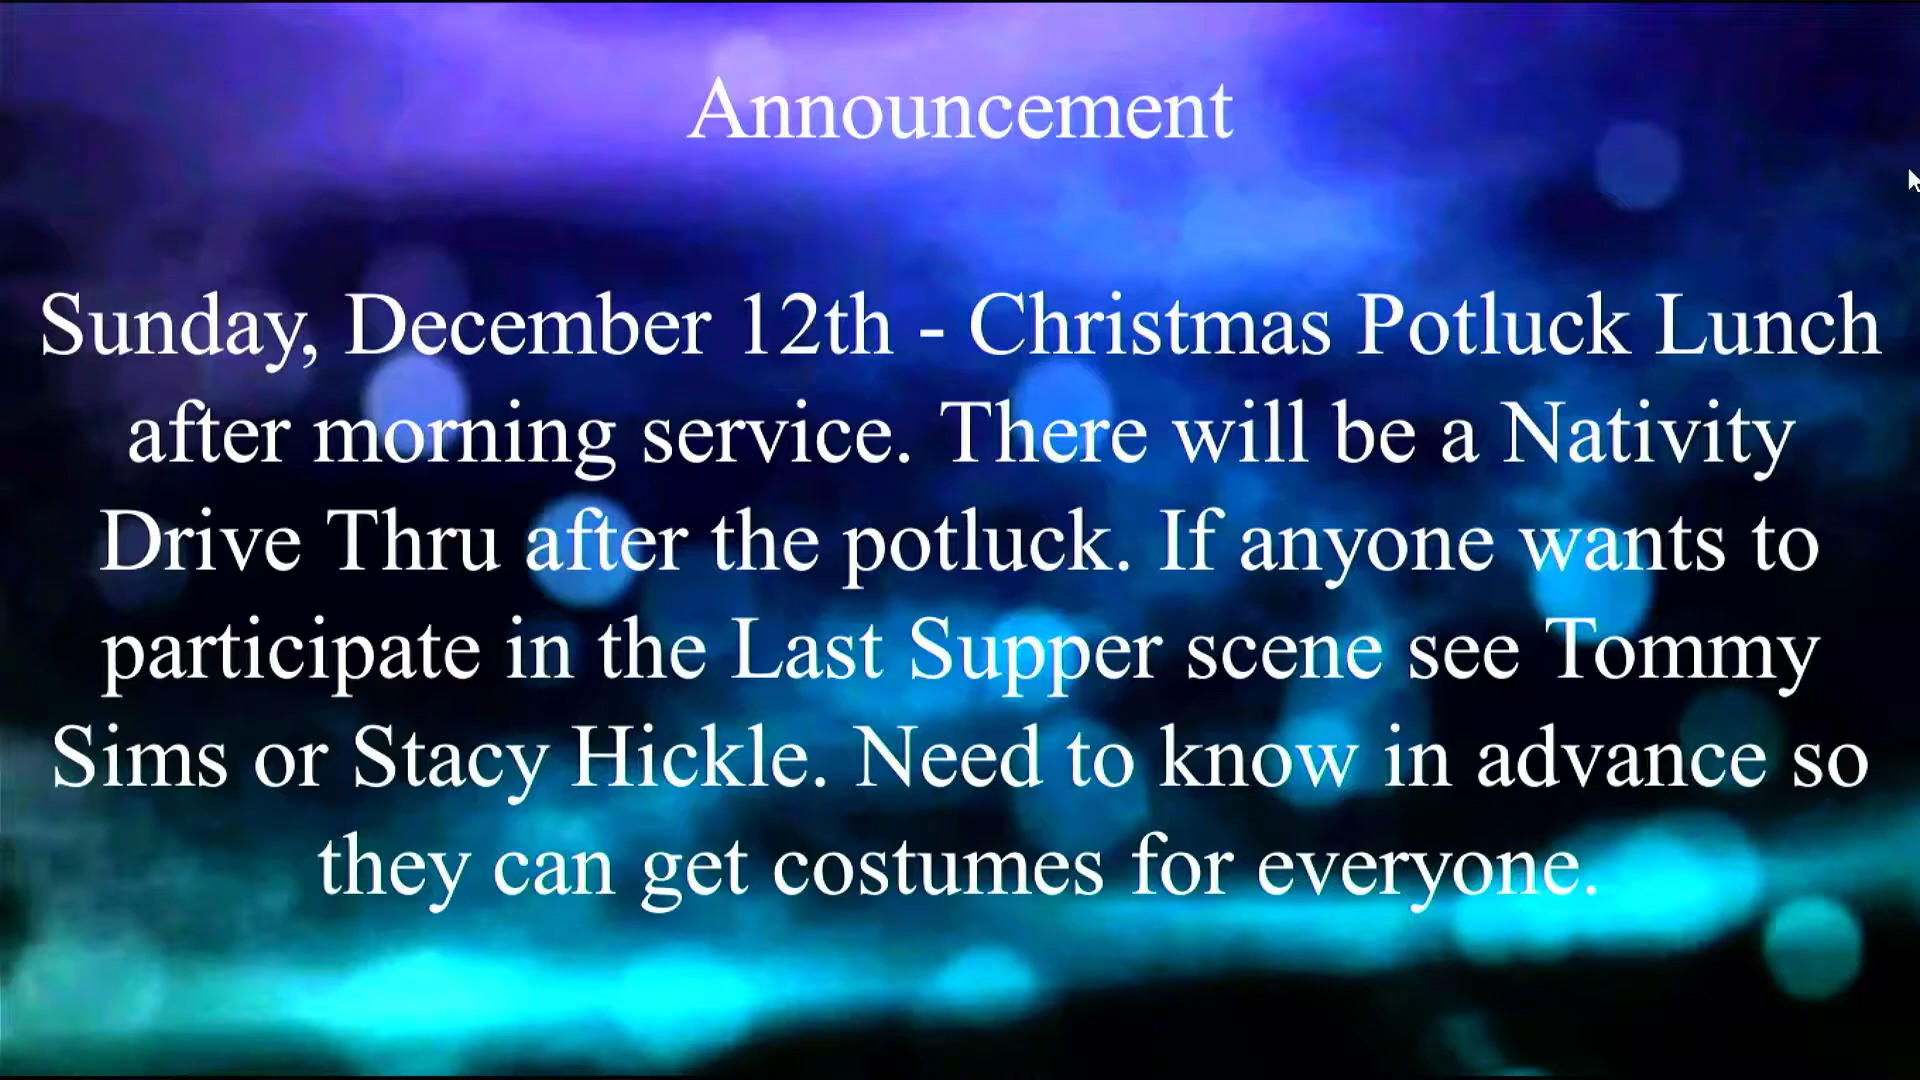 Announcement
Sunday, December 12th - Christmas Potluck Lunch
after morning service. There will be a Nativity
Drive Thru after the potluck. If anyone wants to
participate in the Last Supper scene see Tommy
Sims or Stacy Hickle. Need to know in advance so
they can get costumes for everyone.